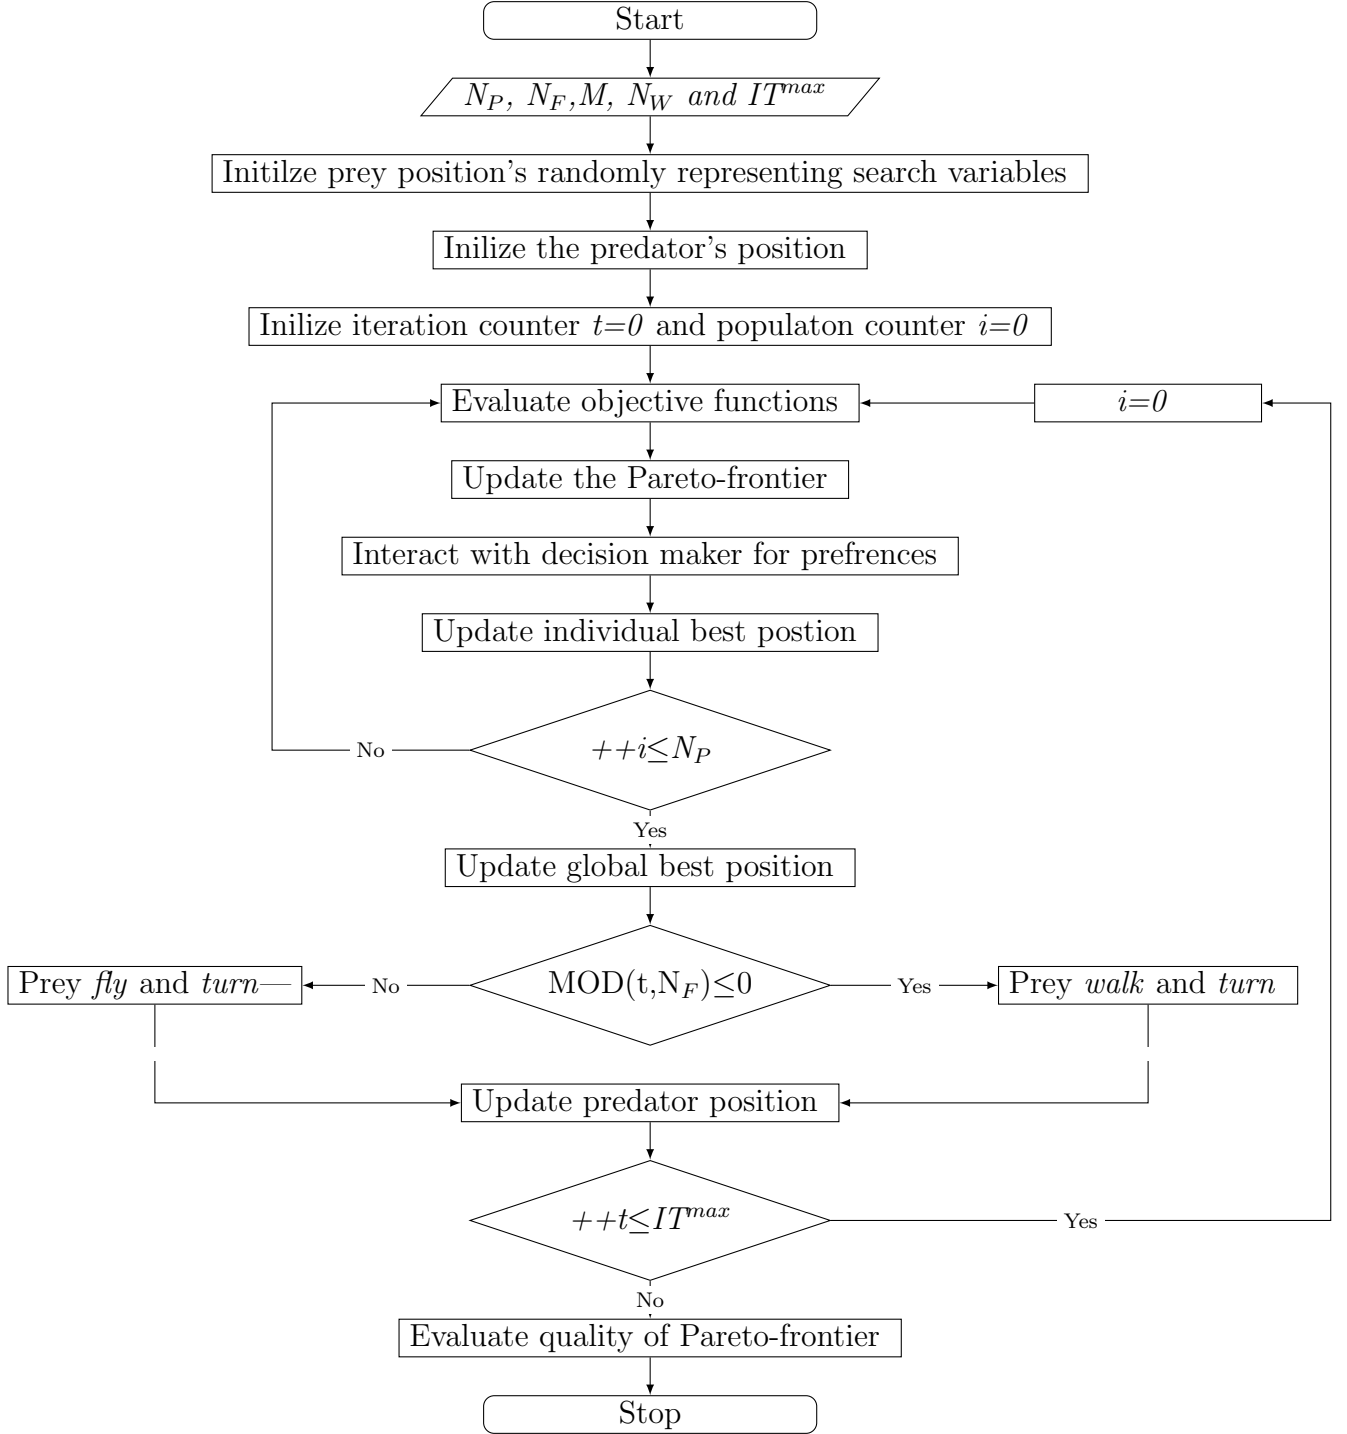 Start
N_P, N_F,M, N_W and IT^max
Initilze prey position's randomly representing search variables
Inilize the predator's position
Inilize iteration counter t=0 and populaton counter i=0
Evaluate objective functions
i=0
Update the Pareto-frontier
Interact with decision maker for prefrences
Update individual best postion
++i≤N_P
No
Yes
Update global best position
Prey fly and turn—
No
MOD(t,N_F)≤0
Yes
Prey walk and turn
Update predator position
++t≤IT^max
Yes
No
Evaluate quality of Pareto-frontier
Stop